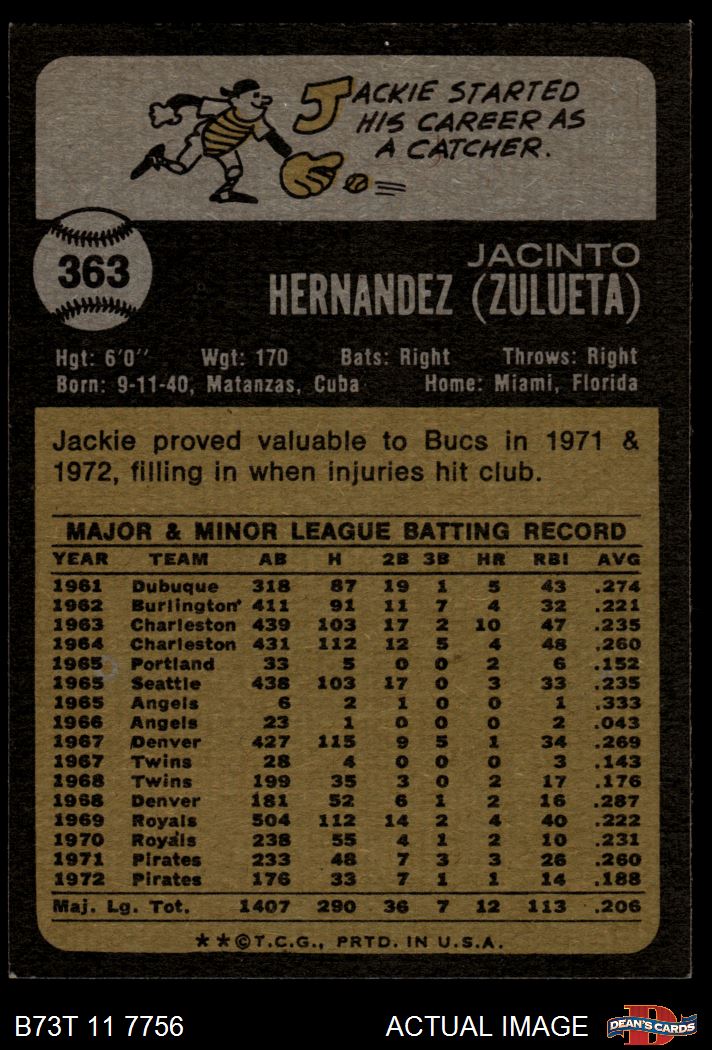 JACKIE STARTED
HIS CAREER AS
A CATCHER.
363
JACINTO
HERNANDEZ (ZULUETA)
Hgt: 6'0" Wgt: 170 Bats: Right Throws: Right
Born: 9-11-40, Matanzas, Cuba Home: Miami, Florida
Jackie proved valuable to Bucs in 1971 &
1972, filling in when injuries hit club.
MAJOR & MINOR LEAGUE BATTING RECORD
YEAR TEAM AB H 2B 3B HR RBI AVG
1961 Dubuque 318 87 19 1 5 43 .274
1962 Burlington* 411 91 11 7 4 32 .221
1963 Charleston 439 103 17 2 10 47 .235
1964 Charleston 431 112 12 5 4 48 .260
1965 Portland 33 5 0 0 2 6 .152
1965 Seattle 438 103 17 0 3 33 .235
1965 Angels 6 2 1 0 0 1 .333
1966 Angels 23 1 0 0 0 2 .043
1967 Denver 427 115 9 5 1 34 .269
1967 Twins 28 4 0 0 0 3 .143
1968 Twins 199 35 3 0 2 17 .176
1968 Denver 181 52 6 1 2 16 .287
1969 Royals 504 112 14 2 4 40 .222
1970 Royals 238 55 4 1 2 10 .231
1971 Pirates 233 48 7 3 3 26 .260
1972 Pirates 176 33 7 1 1 14 .188
Maj. Lg. Tot. 1407 290 36 7 12 113 .206
**©T.C.G., PRTD. IN U.S.A.
B73T 11 7756 ACTUAL IMAGE
D
DEAN'S CARDS